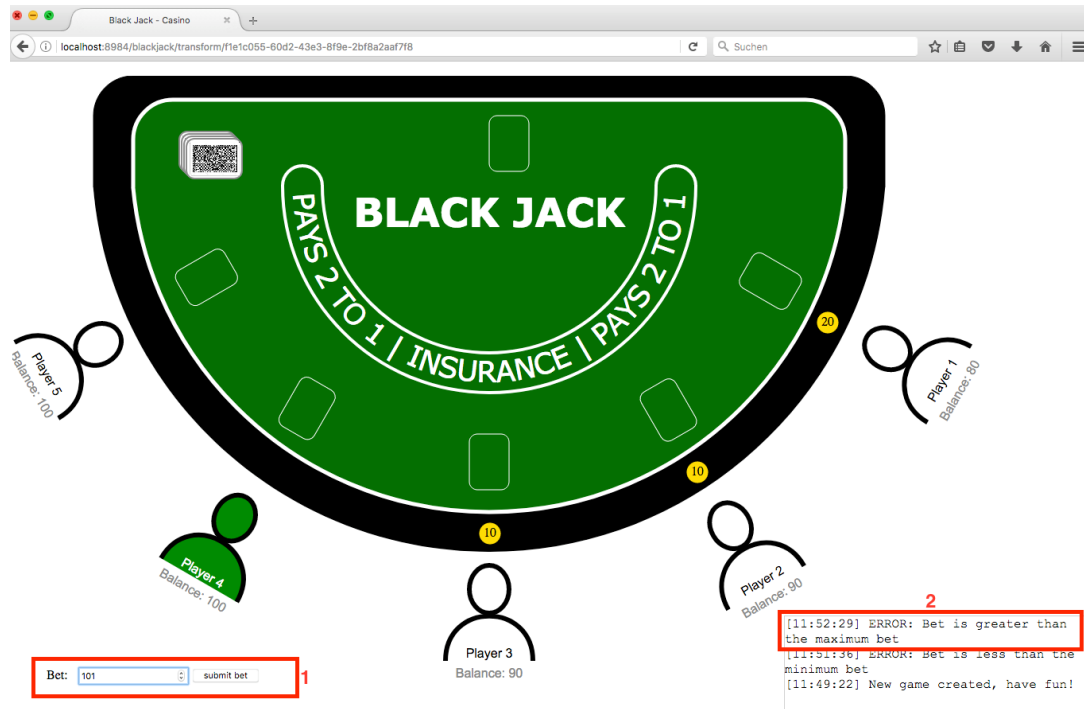 Black Jack - Casino
localhost:8984/blackjack/transform/f1e1c055-60d2-43e3-8f9e-2bf8a2aaf7f8
Suchen
BLACK JACK
PAYS 2 TO 1 | INSURANCE | PAYS 2 TO 1
20
10
10
Player 5
Balance: 100
Player 1
Balance: 80
Player 4
Balance: 100
Player 2
Balance: 90
Player 3
Balance: 90
Bet: 101 submit bet
1
2
[11:52:29] ERROR: Bet is greater than
the maximum bet
[11:51:36] ERROR: Bet is less than the
minimum bet
[11:49:22] New game created, have fun!